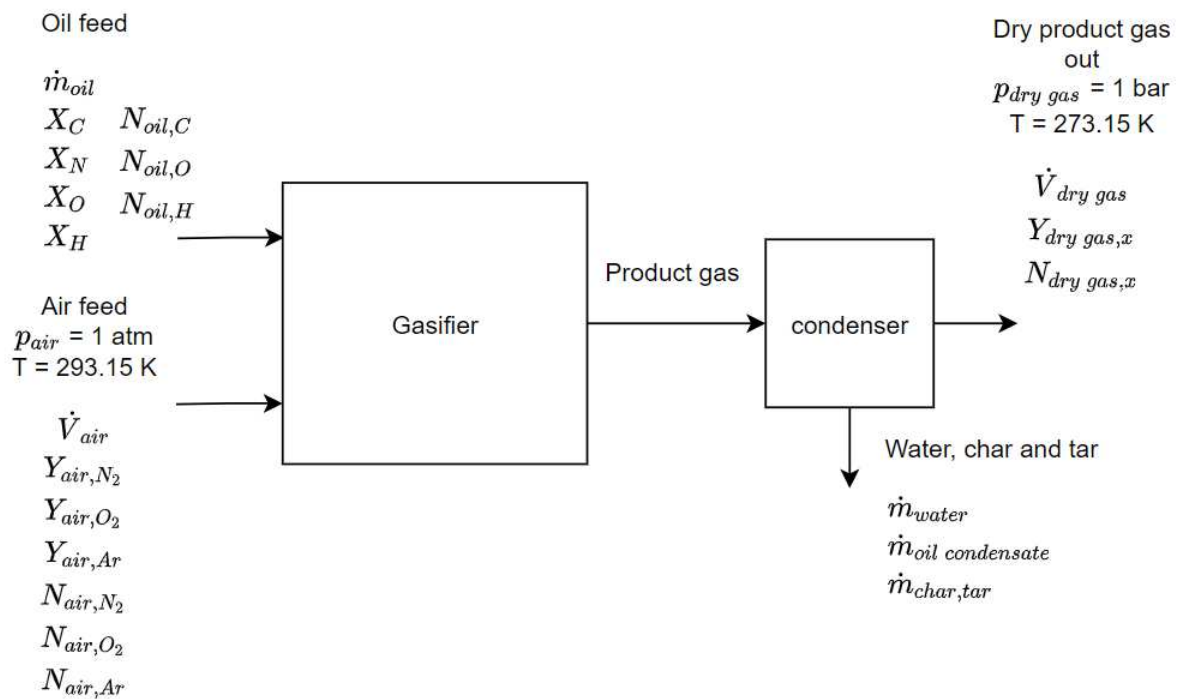 Oil feed
ṁ_oil
X_C N_oil,C
X_N N_oil,O
X_O N_oil,H
X_H
Air feed
p_air = 1 atm
T = 293.15 K
V̇_air
Y_air,N₂
Y_air,O₂
Y_air,Ar
N_air,N₂
N_air,O₂
N_air,Ar
Gasifier
Product gas
condenser
Dry product gas
out
p_dry gas = 1 bar
T = 273.15 K
V̇_dry gas
Y_dry gas,x
N_dry gas,x
Water, char and tar
ṁ_water
ṁ_oil condensate
ṁ_char,tar